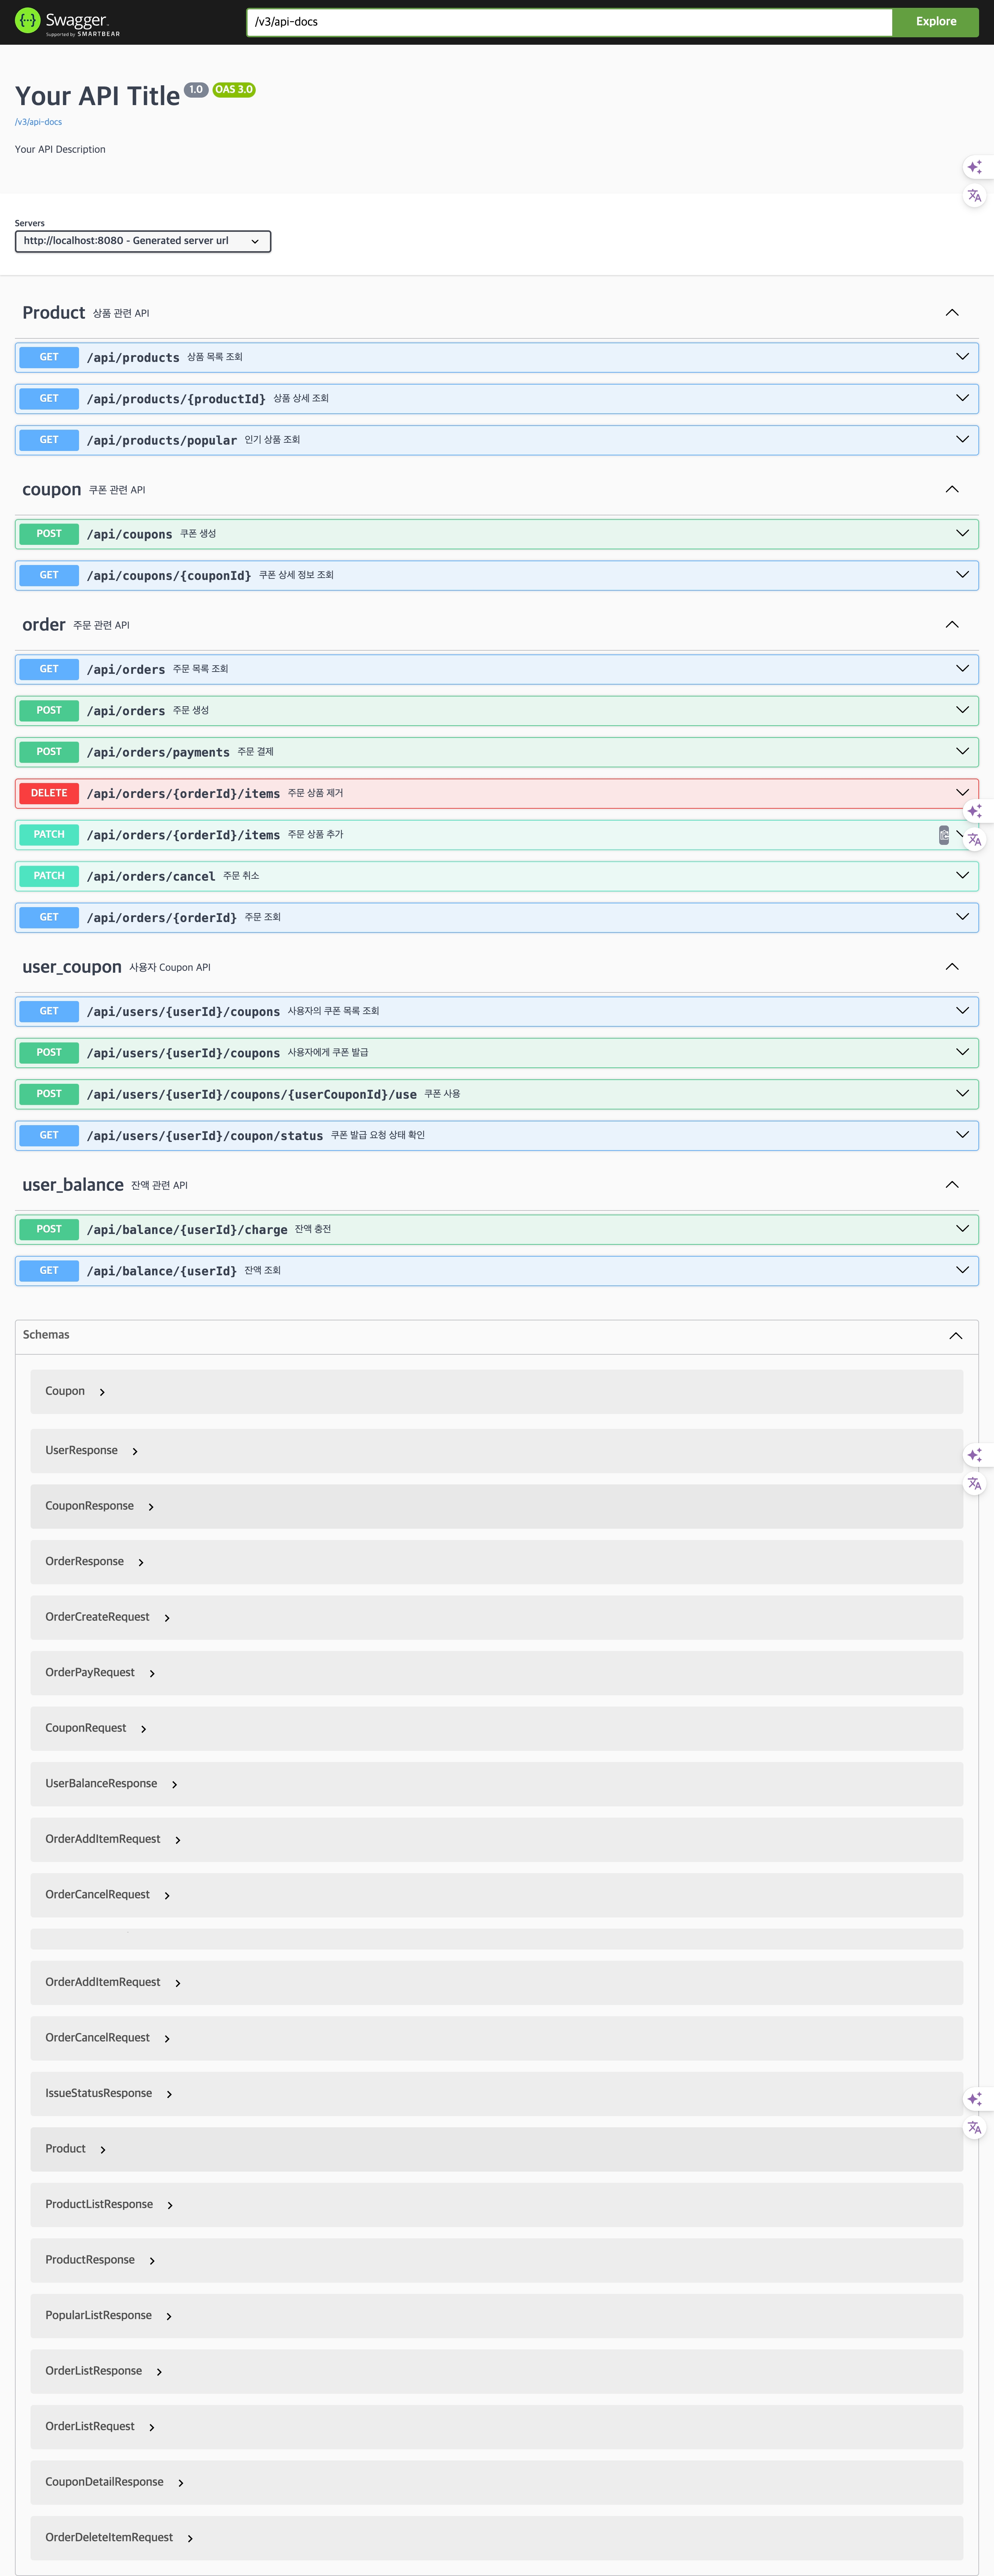 Swagger.
Supported by SMARTBEAR
/v3/api-docs
Explore
Your API Title 1.0 OAS 3.0
/v3/api-docs
Your API Description
Servers
http://localhost:8080 - Generated server url
Product 상품 관련 API
GET /api/products 상품 목록 조회
GET /api/products/{productId} 상품 상세 조회
GET /api/products/popular 인기 상품 조회
coupon 쿠폰 관련 API
POST /api/coupons 쿠폰 생성
GET /api/coupons/{couponId} 쿠폰 상세 정보 조회
order 주문 관련 API
GET /api/orders 주문 목록 조회
POST /api/orders 주문 생성
POST /api/orders/payments 주문 결제
DELETE /api/orders/{orderId}/items 주문 상품 제거
PATCH /api/orders/{orderId}/items 주문 상품 추가
PATCH /api/orders/cancel 주문 취소
GET /api/orders/{orderId} 주문 조회
user_coupon 사용자 Coupon API
GET /api/users/{userId}/coupons 사용자의 쿠폰 목록 조회
POST /api/users/{userId}/coupons 사용자에게 쿠폰 발급
POST /api/users/{userId}/coupons/{userCouponId}/use 쿠폰 사용
GET /api/users/{userId}/coupon/status 쿠폰 발급 요청 상태 확인
user_balance 잔액 관련 API
POST /api/balance/{userId}/charge 잔액 충전
GET /api/balance/{userId} 잔액 조회
Schemas
Coupon
UserResponse
CouponResponse
OrderResponse
OrderCreateRequest
OrderPayRequest
CouponRequest
UserBalanceResponse
OrderAddItemRequest
OrderCancelRequest
OrderAddItemRequest
OrderCancelRequest
IssueStatusResponse
Product
ProductListResponse
ProductResponse
PopularListResponse
OrderListResponse
OrderListRequest
CouponDetailResponse
OrderDeleteItemRequest